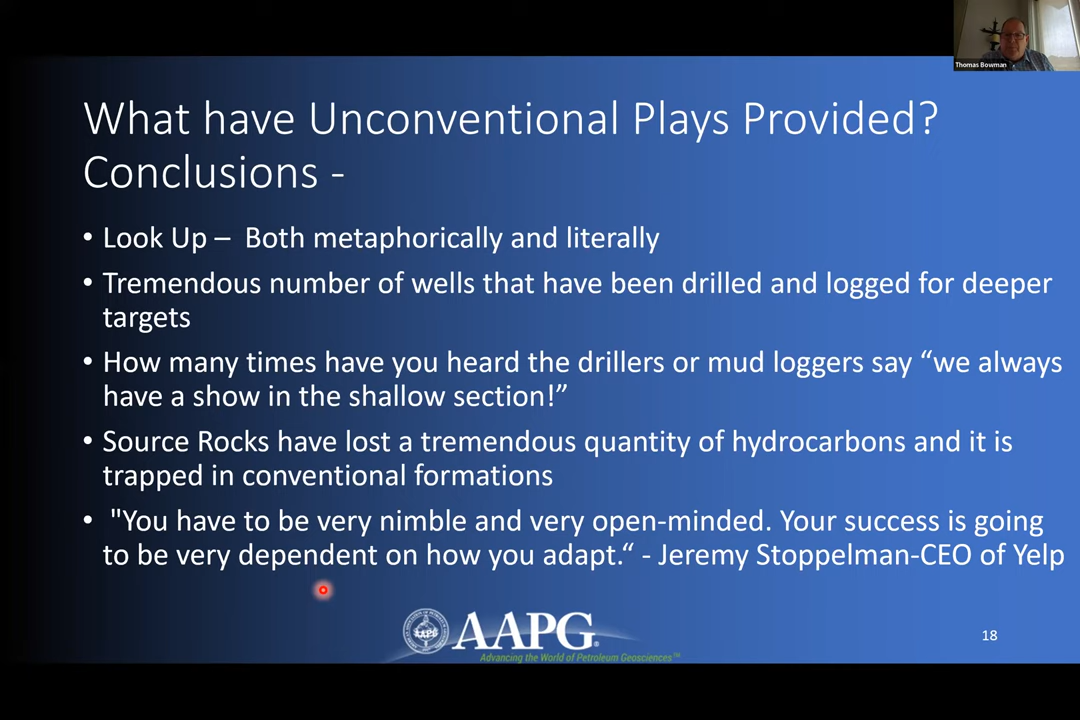 Thomas Bowman
What have Unconventional Plays Provided?
Conclusions -
• Look Up – Both metaphorically and literally
• Tremendous number of wells that have been drilled and logged for deeper
targets
• How many times have you heard the drillers or mud loggers say “we always
have a show in the shallow section!”
• Source Rocks have lost a tremendous quantity of hydrocarbons and it is
trapped in conventional formations
• "You have to be very nimble and very open-minded. Your success is going
to be very dependent on how you adapt.“ - Jeremy Stoppelman-CEO of Yelp
AAPG®
Advancing the World of Petroleum Geosciences™
18